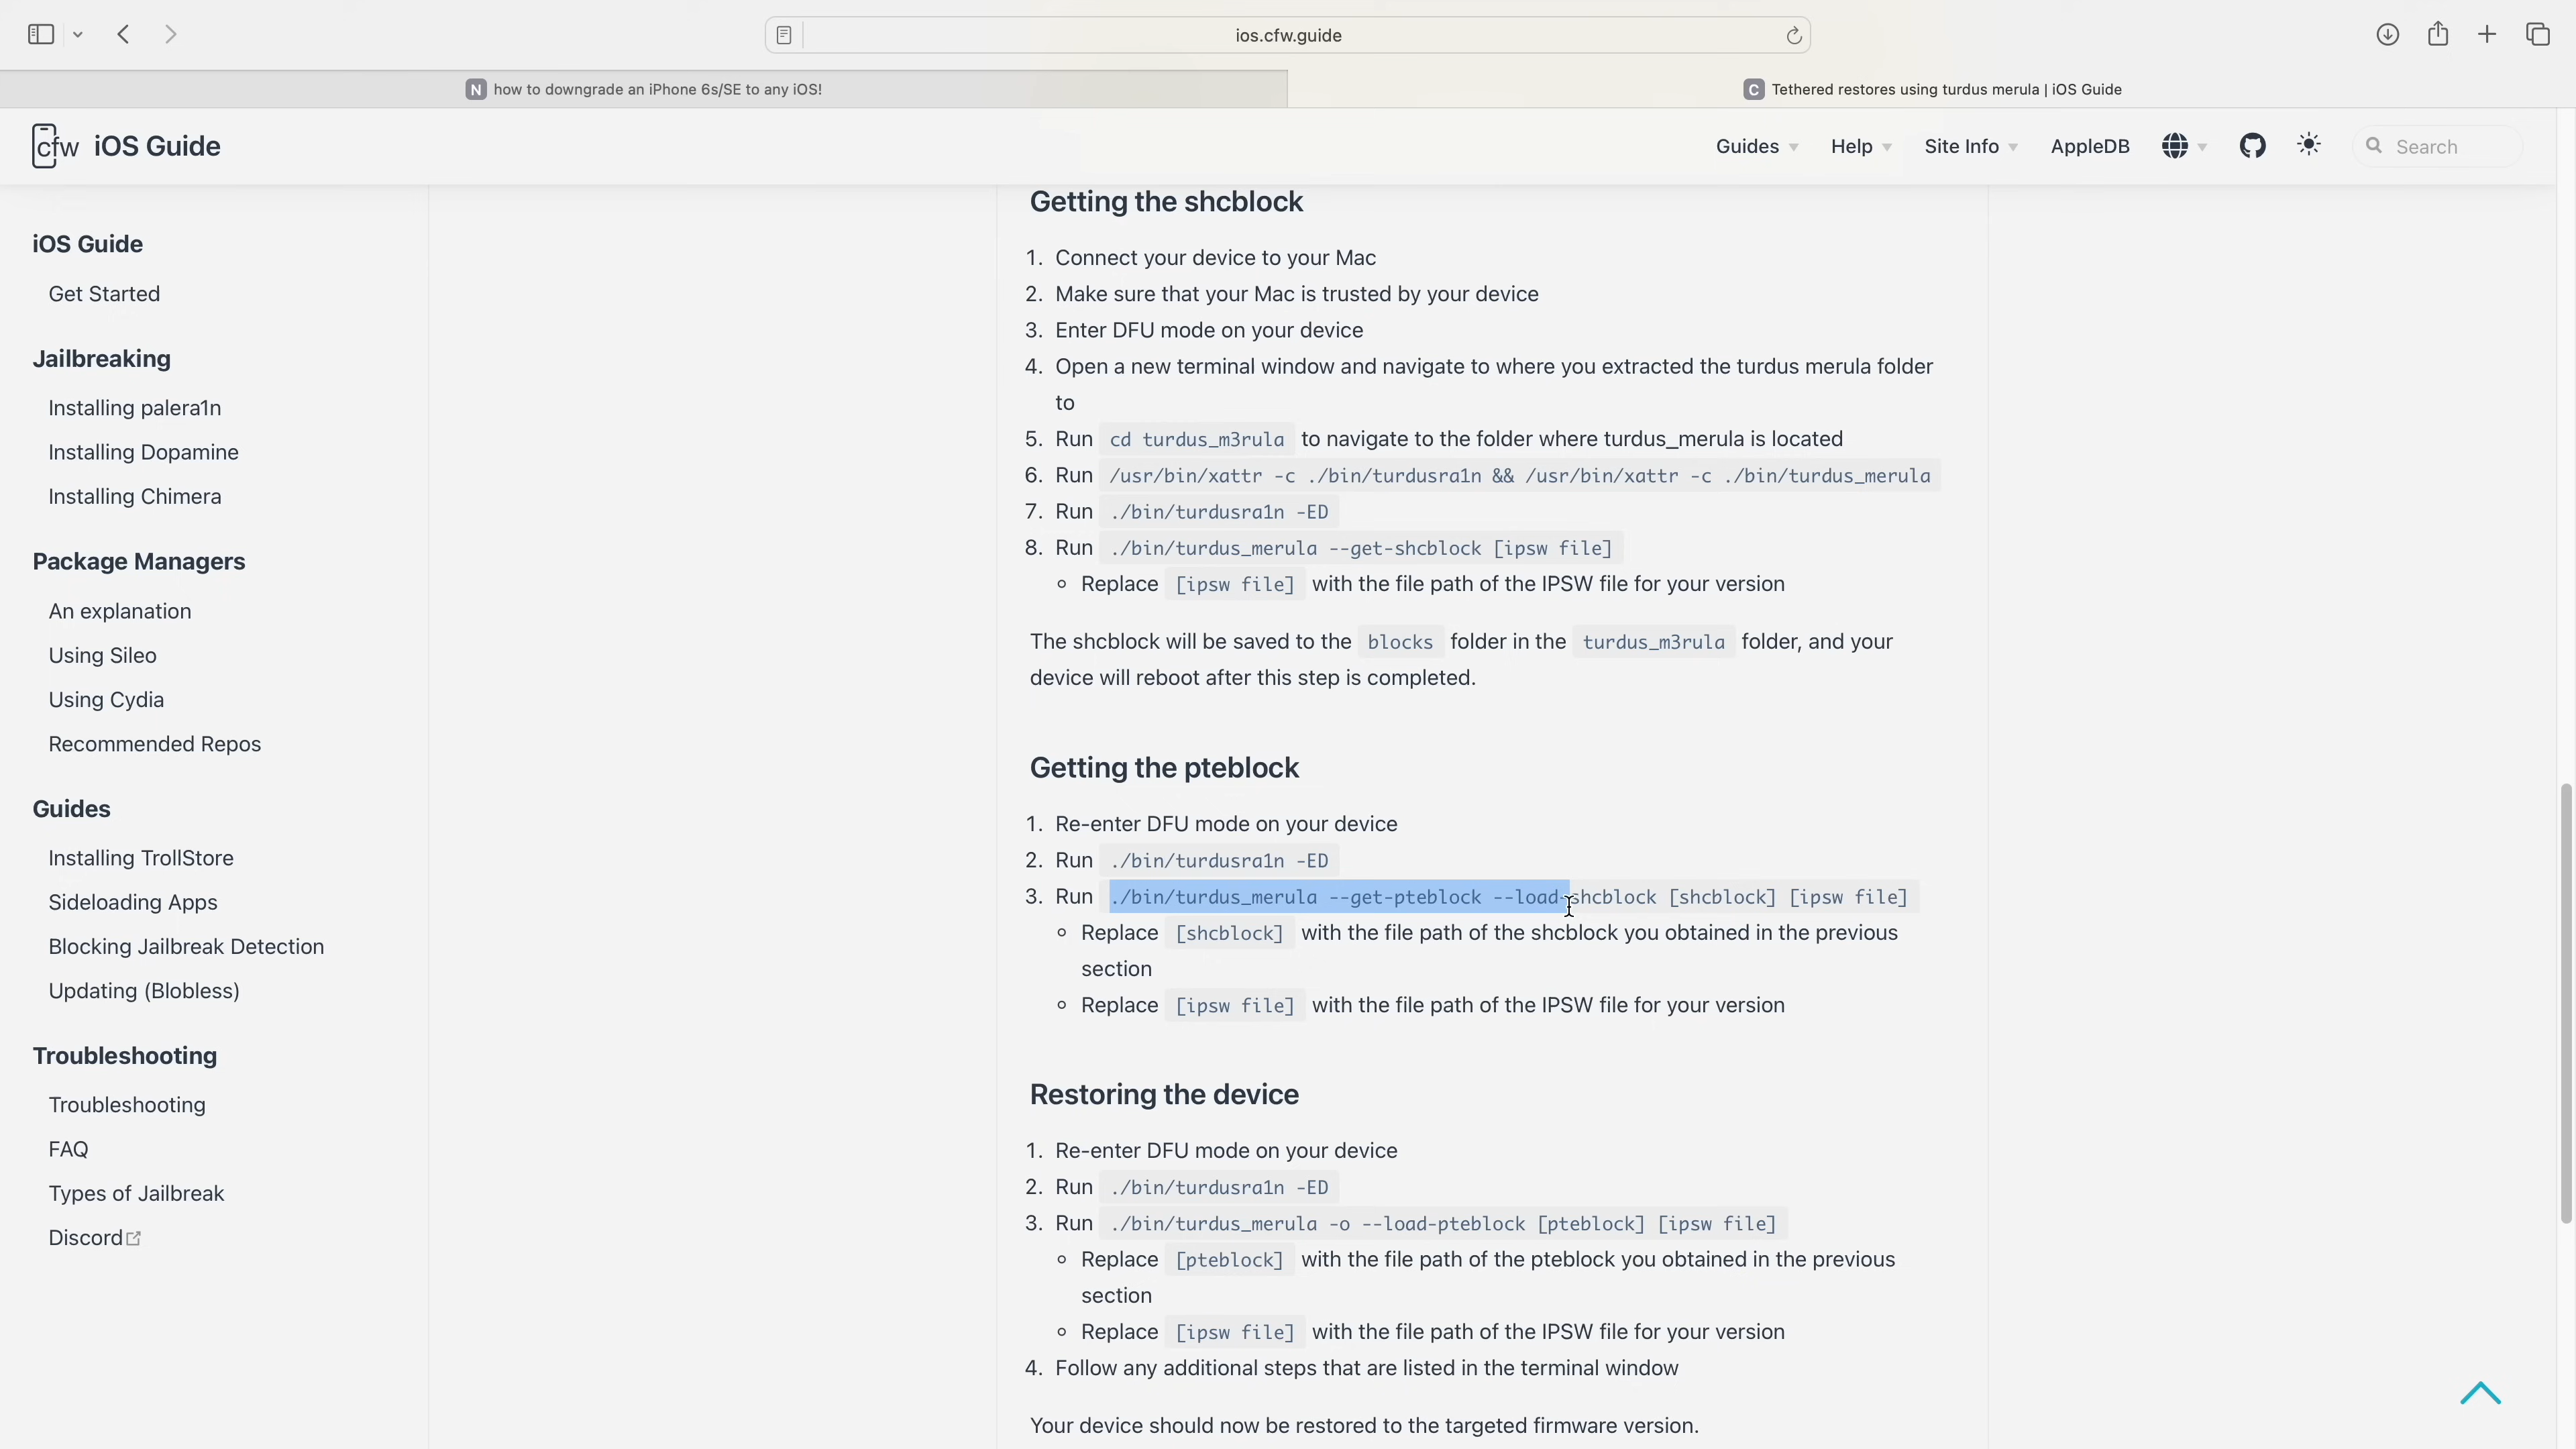 ios.cfw.guide
N how to downgrade an iPhone 6s/SE to any iOS!
C Tethered restores using turdus merula | iOS Guide
cfw iOS Guide
Guides Help Site Info AppleDB Search
iOS Guide
Get Started
Jailbreaking
Installing palera1n
Installing Dopamine
Installing Chimera
Package Managers
An explanation
Using Sileo
Using Cydia
Recommended Repos
Guides
Installing TrollStore
Sideloading Apps
Blocking Jailbreak Detection
Updating (Blobless)
Troubleshooting
Troubleshooting
FAQ
Types of Jailbreak
Discord
Getting the shcblock
1. Connect your device to your Mac
2. Make sure that your Mac is trusted by your device
3. Enter DFU mode on your device
4. Open a new terminal window and navigate to where you extracted the turdus merula folder
to
5. Run cd turdus_m3rula to navigate to the folder where turdus_merula is located
6. Run /usr/bin/xattr -c ./bin/turdusra1n && /usr/bin/xattr -c ./bin/turdus_merula
7. Run ./bin/turdusra1n -ED
8. Run ./bin/turdus_merula --get-shcblock [ipsw file]
Replace [ipsw file] with the file path of the IPSW file for your version
The shcblock will be saved to the blocks folder in the turdus_m3rula folder, and your
device will reboot after this step is completed.
Getting the pteblock
1. Re-enter DFU mode on your device
2. Run ./bin/turdusra1n -ED
3. Run ./bin/turdus_merula --get-pteblock --load-shcblock [shcblock] [ipsw file]
Replace [shcblock] with the file path of the shcblock you obtained in the previous
section
Replace [ipsw file] with the file path of the IPSW file for your version
Restoring the device
1. Re-enter DFU mode on your device
2. Run ./bin/turdusra1n -ED
3. Run ./bin/turdus_merula -o --load-pteblock [pteblock] [ipsw file]
Replace [pteblock] with the file path of the pteblock you obtained in the previous
section
Replace [ipsw file] with the file path of the IPSW file for your version
4. Follow any additional steps that are listed in the terminal window
Your device should now be restored to the targeted firmware version.